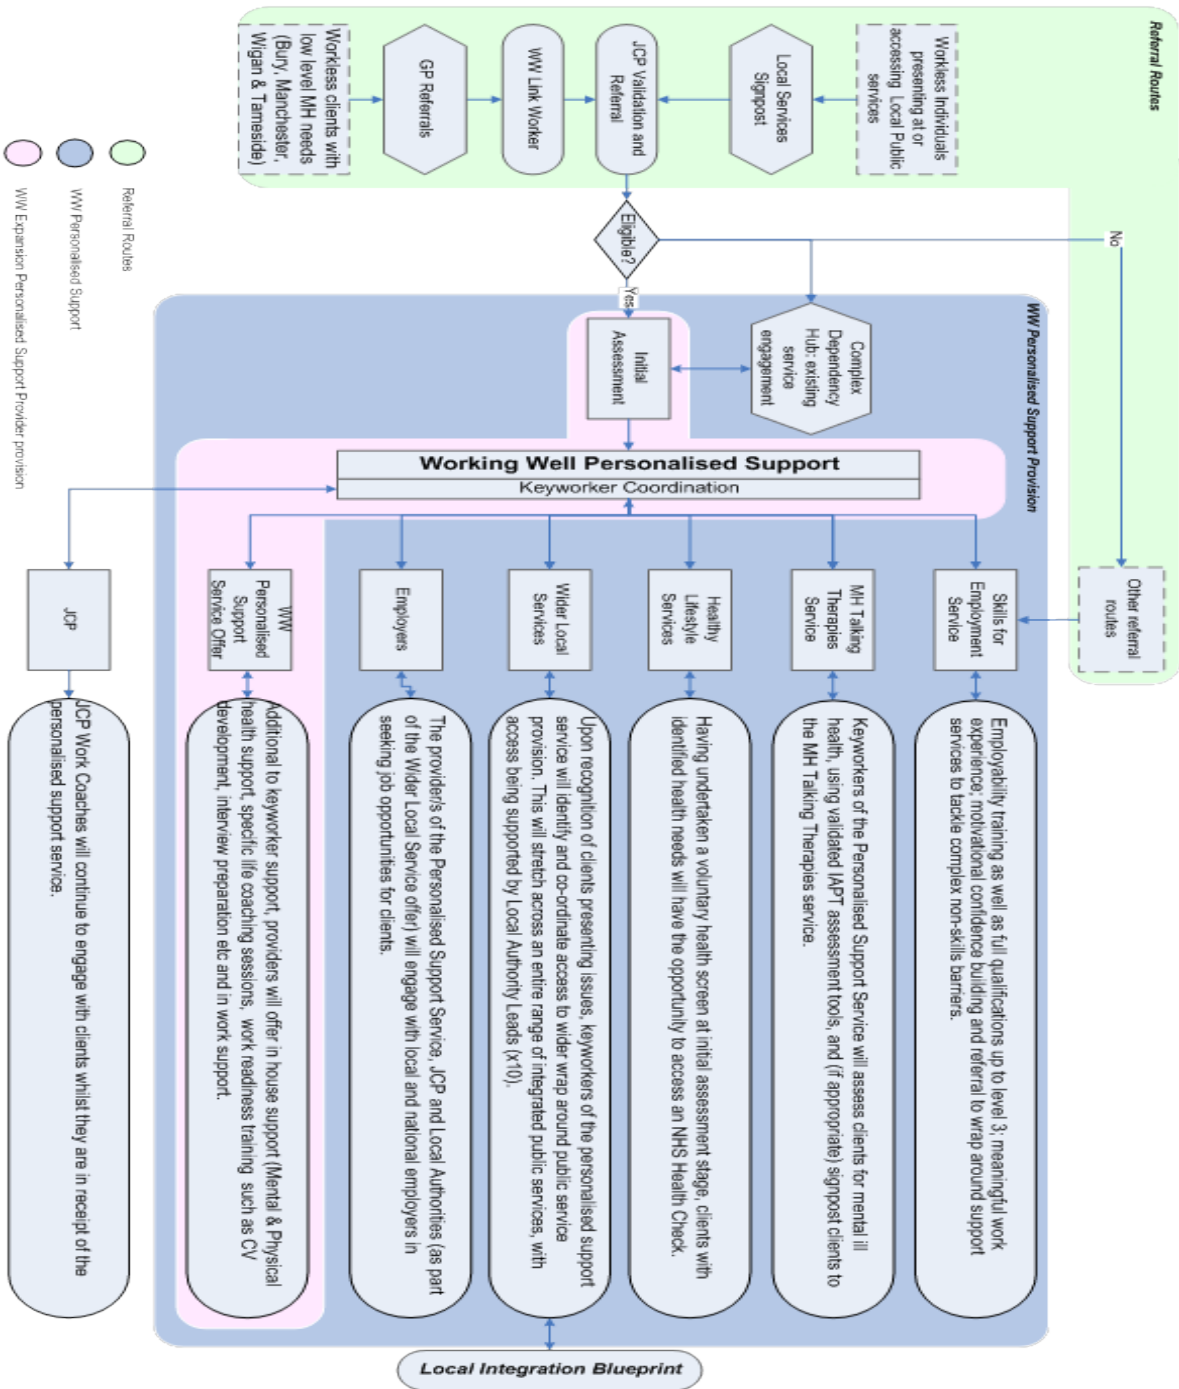 Referral Routes
Workless Individuals
presenting at or
accessing Local Public
services
Local Services
Signpost
JCP Validation and
Referral
WW Link Worker
GP Referrals
Workless clients with
low level MH needs
(Bury, Manchester,
Wigan & Tameside)
Eligible?
No
Yes
Other referral
routes
WW Personalised Support Provision
Complex
Dependency
Hub: existing
service
engagement
Initial
Assessment
Working Well Personalised Support
Keyworker Coordination
Skills for
Employment
Service
Employability training as well as full qualifications up to level 3; meaningful work
experience; motivational confidence building and referral to wrap around support
services to tackle complex non-skills barriers.
MH Talking
Therapies
Service
Keyworkers of the Personalised Support Service will assess clients for mental ill
health, using validated IAPT assessment tools, and (if appropriate) signpost clients to
the MH Talking Therapies service.
Healthy
Lifestyle
Services
Having undertaken a voluntary health screen at initial assessment stage, clients with
identified health needs will have the opportunity to access an NHS Health Check.
Wider Local
Services
Upon recognition of clients presenting issues, keyworkers of the personalised support
service will identify and co-ordinate access to wider wrap around public service
provision. This will stretch across an entire range of integrated public services, with
access being supported by Local Authority Leads (x10).
Employers
The provider/s of the Personalised Support Service, JCP and Local Authorities (as part
of the Wider Local Service offer) will engage with local and national employers in
seeking job opportunities for clients.
WW
Personalised
Support
Service Offer
Additional to keyworker support, providers will offer in house support (Mental & Physical
health support, specific life coaching sessions, work readiness training such as CV
development, interview preparation etc and in work support.
JCP
JCP Work Coaches will continue to engage with clients whilst they are in receipt of the
personalised support service.
Local Integration Blueprint
Referral Routes
WW Personalised Support
WW Expansion Personalised Support Provider provision